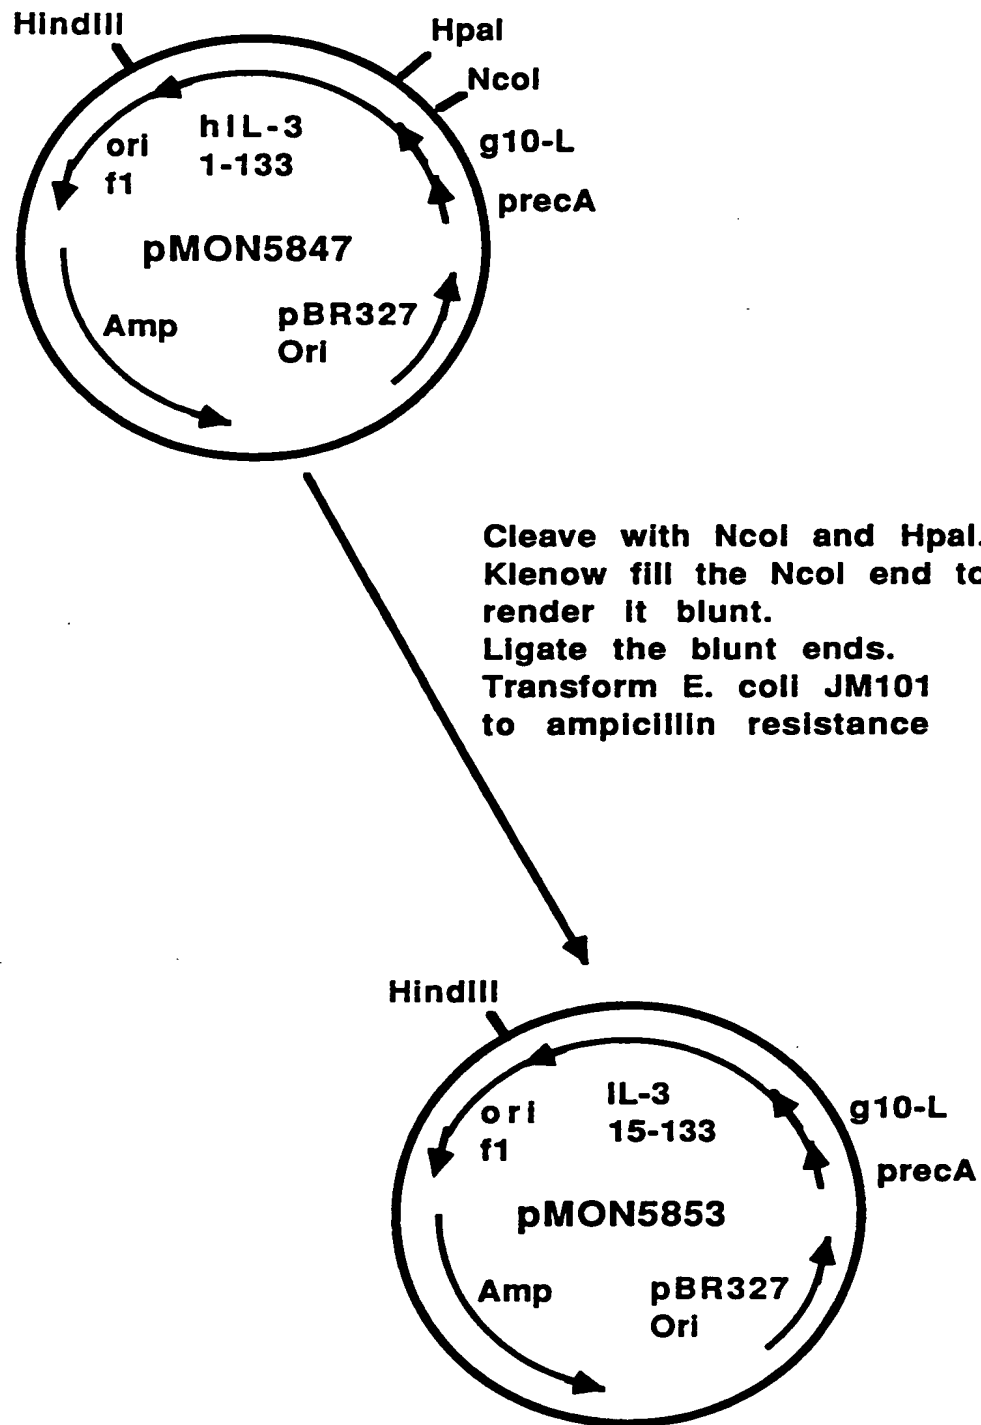 HindIII
HpaI
NcoI
g10-L
precA
hIL-3
1-133
ori
f1
pMON5847
Amp
pBR327
Ori
Cleave with NcoI and HpaI.
Klenow fill the NcoI end to
render it blunt.
Ligate the blunt ends.
Transform E. coli JM101
to ampicillin resistance
HindIII
g10-L
precA
IL-3
15-133
ori
f1
pMON5853
Amp
pBR327
Ori